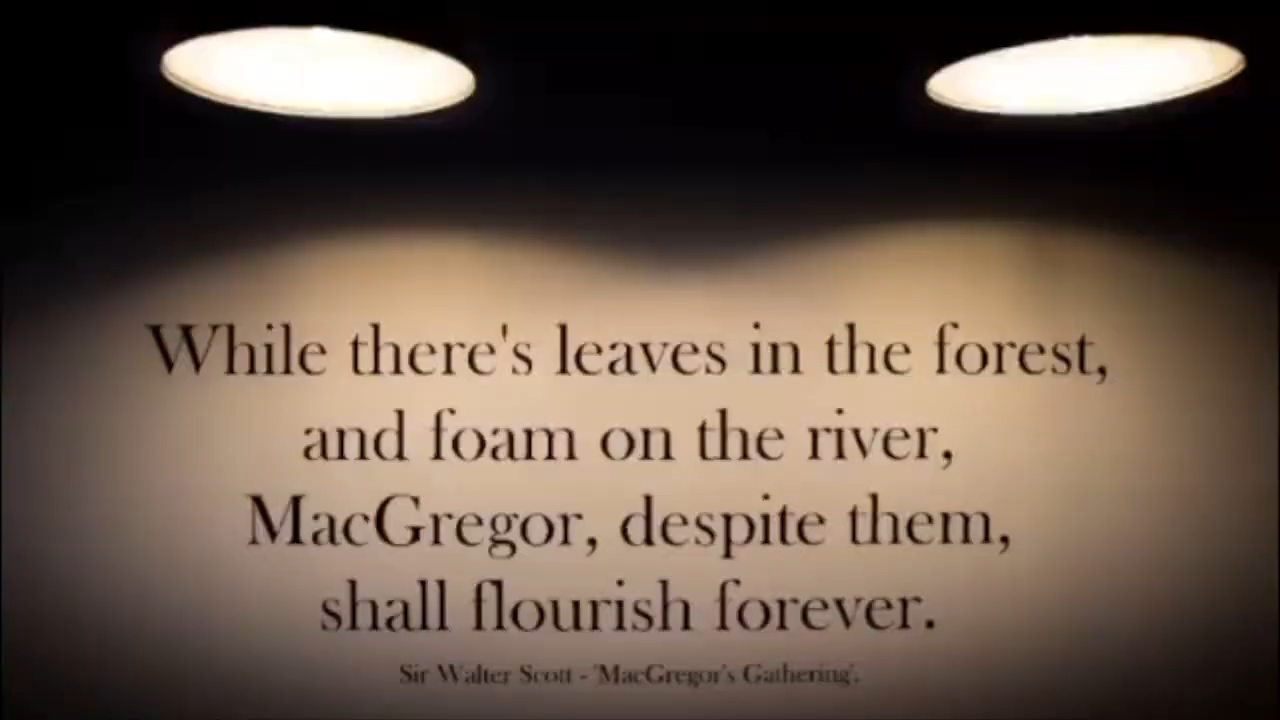 While there's leaves in the forest,
and foam on the river,
MacGregor, despite them,
shall flourish forever.
Sir Walter Scott - 'MacGregor's Gathering'.